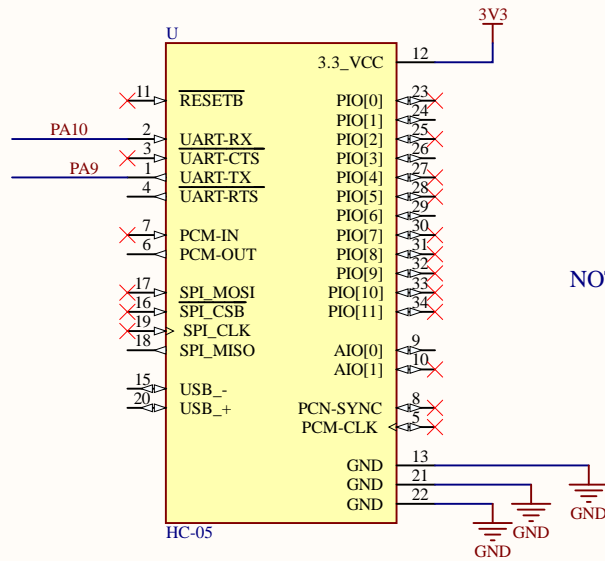 U
3V3
3.3_VCC 12
11 RESETB
PIO[0] 23
PIO[1] 24
PA10 2 UART-RX
PIO[2] 25
3 UART-CTS
PIO[3] 26
PA9 1 UART-TX
PIO[4] 27
4 UART-RTS
PIO[5] 28
PIO[6] 29
7 PCM-IN
PIO[7] 30
6 PCM-OUT
PIO[8] 31
PIO[9] 32
17 SPI_MOSI
PIO[10] 33
16 SPI_CSB
PIO[11] 34
19 SPI_CLK
18 SPI_MISO
AIO[0] 9
AIO[1] 10
15 USB_-
20 USB_+
PCN-SYNC 8
PCM-CLK 5
GND 13
GND 21
GND 22
GND
GND
GND
HC-05